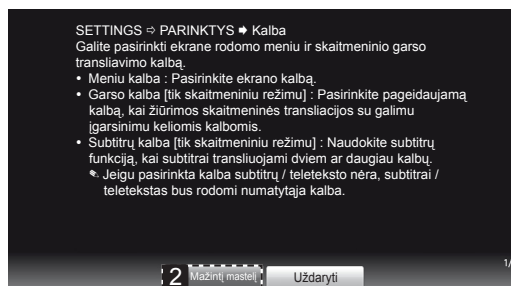 SETTINGS ⇨ PARINKTYS ➧ Kalba
Galite pasirinkti ekrane rodomo meniu ir skaitmeninio garso
transliavimo kalbą.
• Meniu kalba : Pasirinkite ekrano kalbą.
• Garso kalba [tik skaitmeniniu režimu] : Pasirinkite pageidaujamą
kalbą, kai žiūrimos skaitmeninės transliacijos su galimu
įgarsinimu keliomis kalbomis.
• Subtitrų kalba [tik skaitmeniniu režimu] : Naudokite subtitrų
funkciją, kai subtitrai transliuojami dviem ar daugiau kalbų.
✎ Jeigu pasirinkta kalba subtitrų / teleteksto nėra, subtitrai /
teletekstas bus rodomi numatytąja kalba.
1/
2 Mažintį mastelį Uždaryti